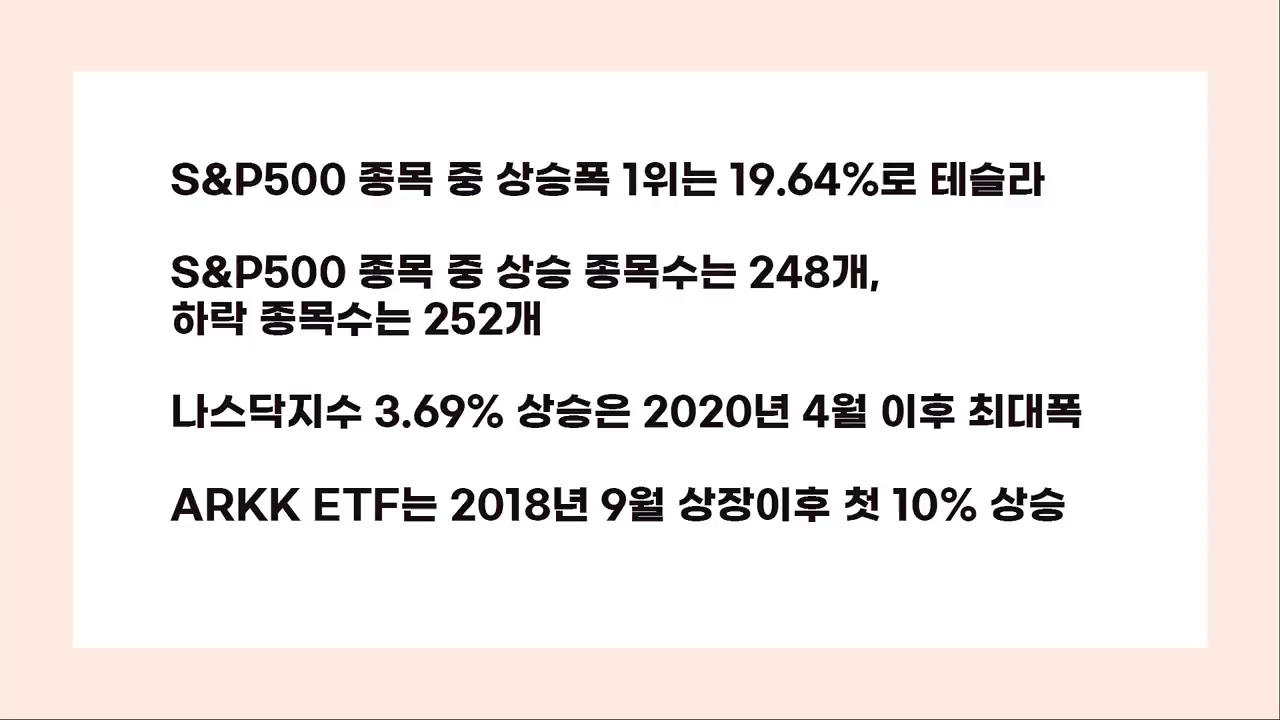 S&P500 종목 중 상승폭 1위는 19.64%로 테슬라
S&P500 종목 중 상승 종목수는 248개,
하락 종목수는 252개
나스닥지수 3.69% 상승은 2020년 4월 이후 최대폭
ARKK ETF는 2018년 9월 상장이후 첫 10% 상승